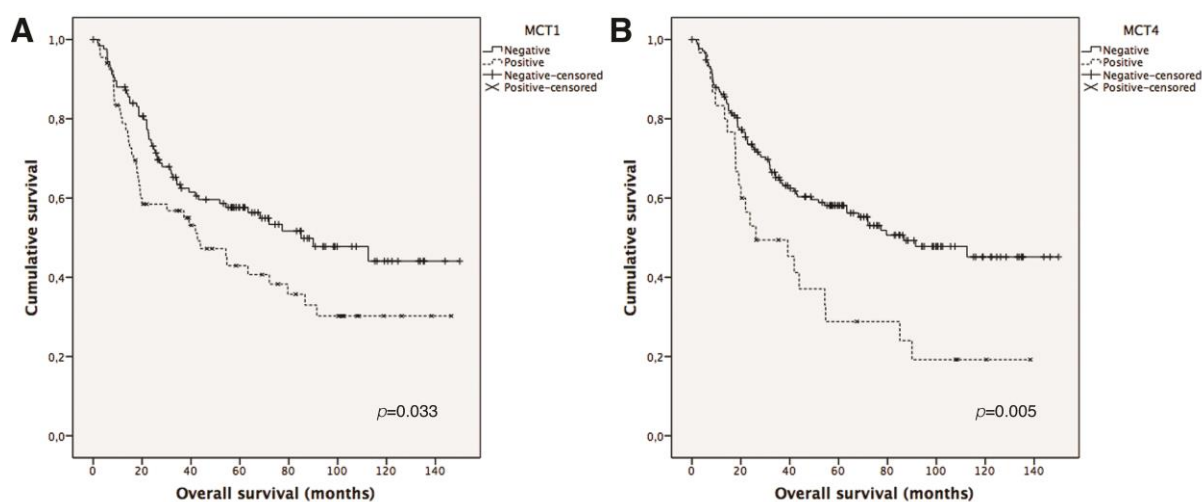 A
MCT1
Negative
Positive
Negative-censored
Positive-censored
Cumulative survival
1,0
0,8
0,6
0,4
0,2
0,0
p=0.033
0 20 40 60 80 100 120 140
Overall survival (months)
B
MCT4
Negative
Positive
Negative-censored
Positive-censored
Cumulative survival
1,0
0,8
0,6
0,4
0,2
0,0
p=0.005
0 20 40 60 80 100 120 140
Overall survival (months)